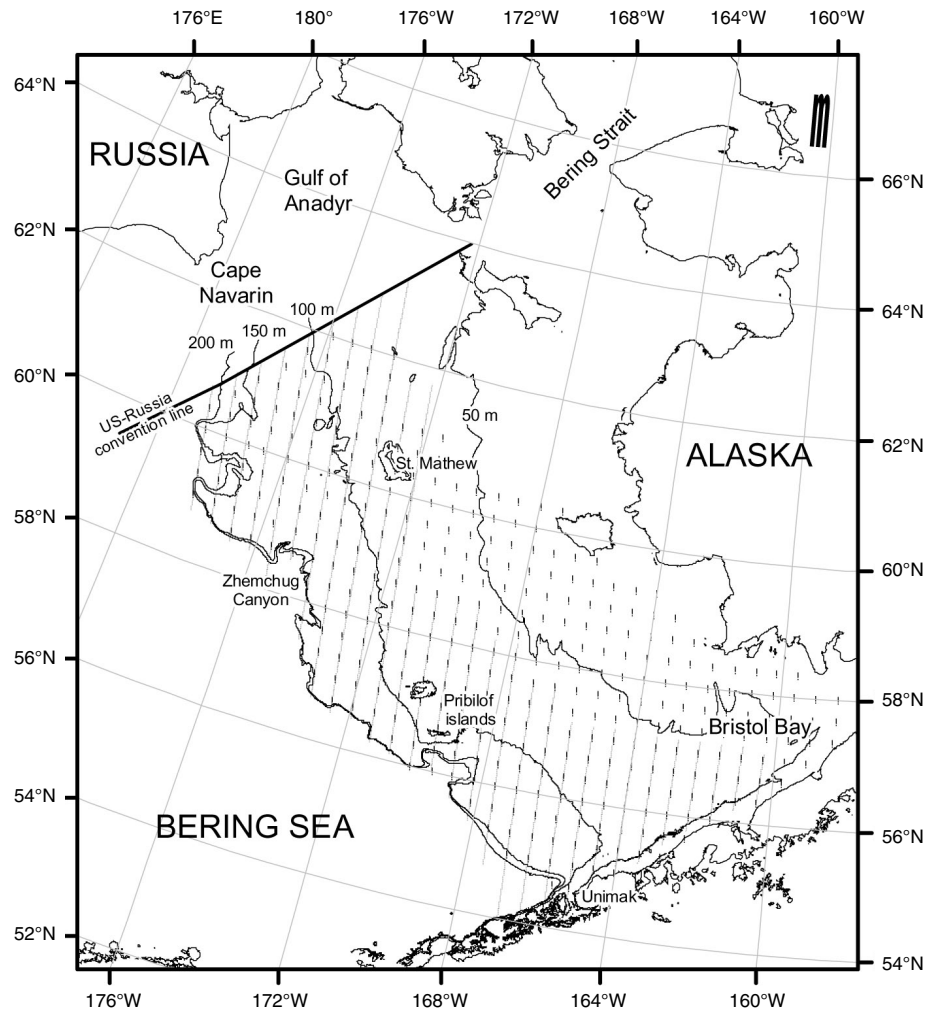 176°E 180° 176°W 172°W 168°W 164°W 160°W
64°N
RUSSIA
Bering Strait
Gulf of
Anadyr
66°N
62°N
Cape
Navarin
100 m
150 m
200 m
64°N
60°N
US-Russia
convention line
50 m
62°N
St. Mathew
ALASKA
58°N
60°N
Zhemchug
Canyon
56°N
Pribilof
islands
58°N
Bristol Bay
54°N
BERING SEA
56°N
Unimak
52°N
54°N
176°W 172°W 168°W 164°W 160°W